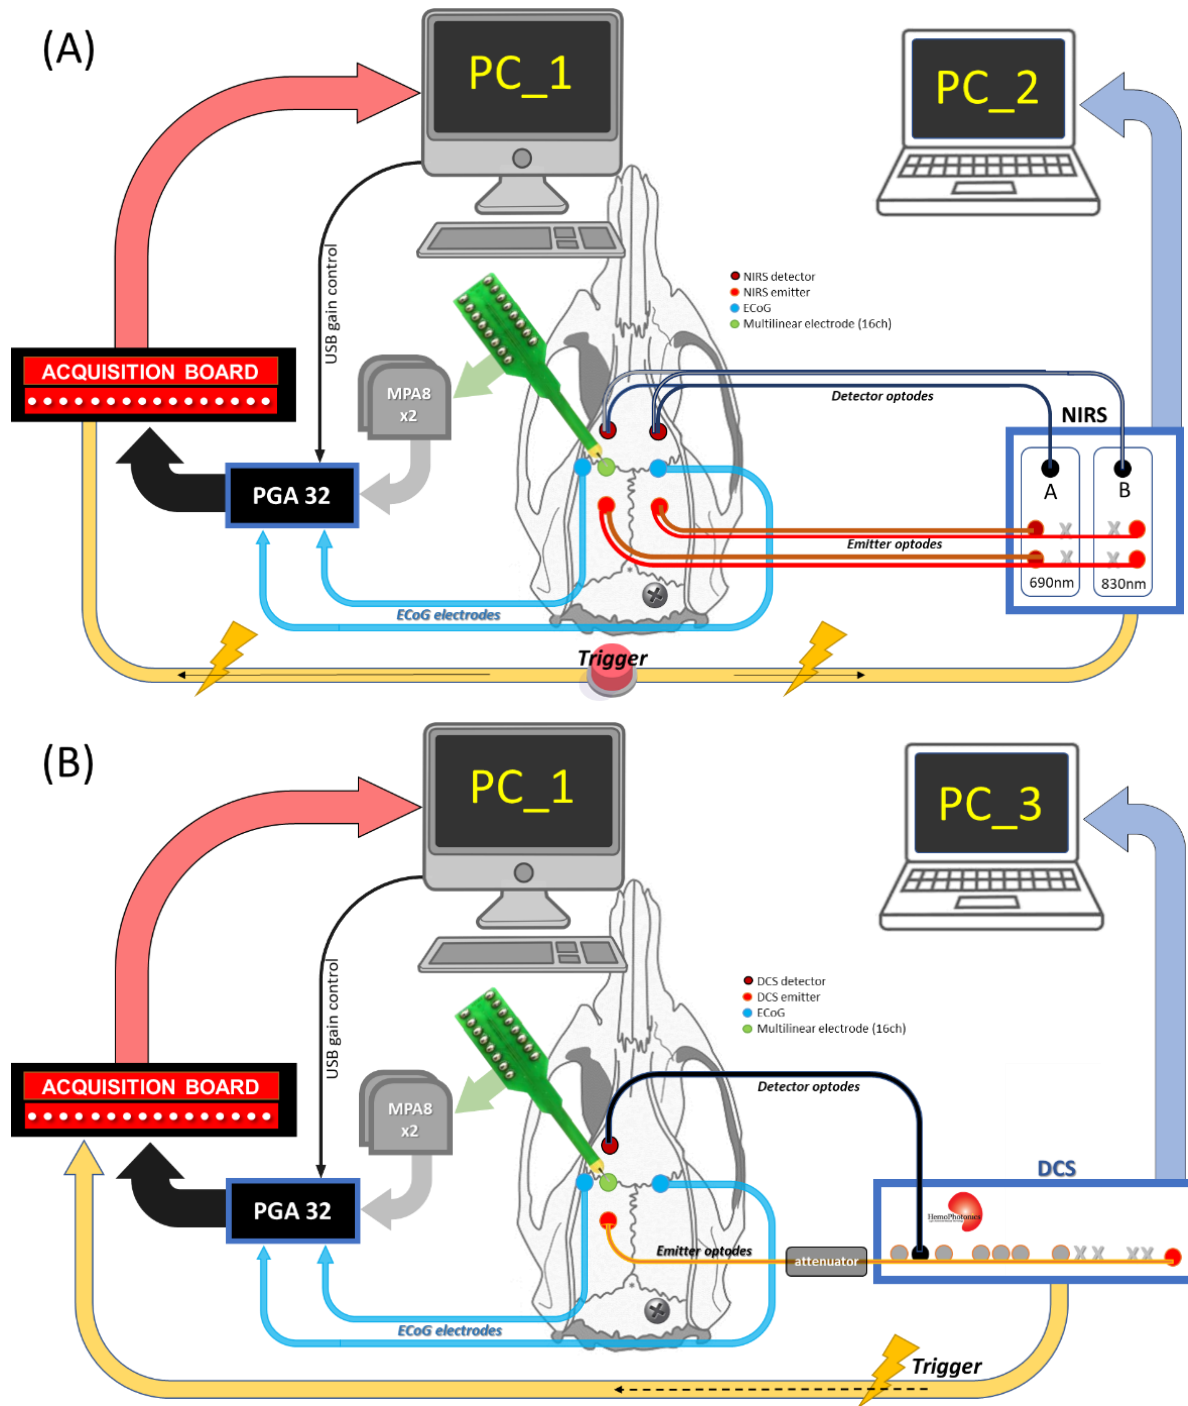 (A)
PC_1
PC_2
USB gain control
NIRS detector
NIRS emitter
ECoG
Multilinear electrode (16ch)
ACQUISITION BOARD
MPA8
x2
Detector optodes
NIRS
PGA 32
A
B
Emitter optodes
690nm
830nm
ECoG electrodes
Trigger
(B)
PC_1
PC_3
USB gain control
DCS detector
DCS emitter
ECoG
Multilinear electrode (16ch)
ACQUISITION BOARD
MPA8
x2
Detector optodes
DCS
PGA 32
HemoPhotonics
Emitter optodes
attenuator
ECoG electrodes
Trigger